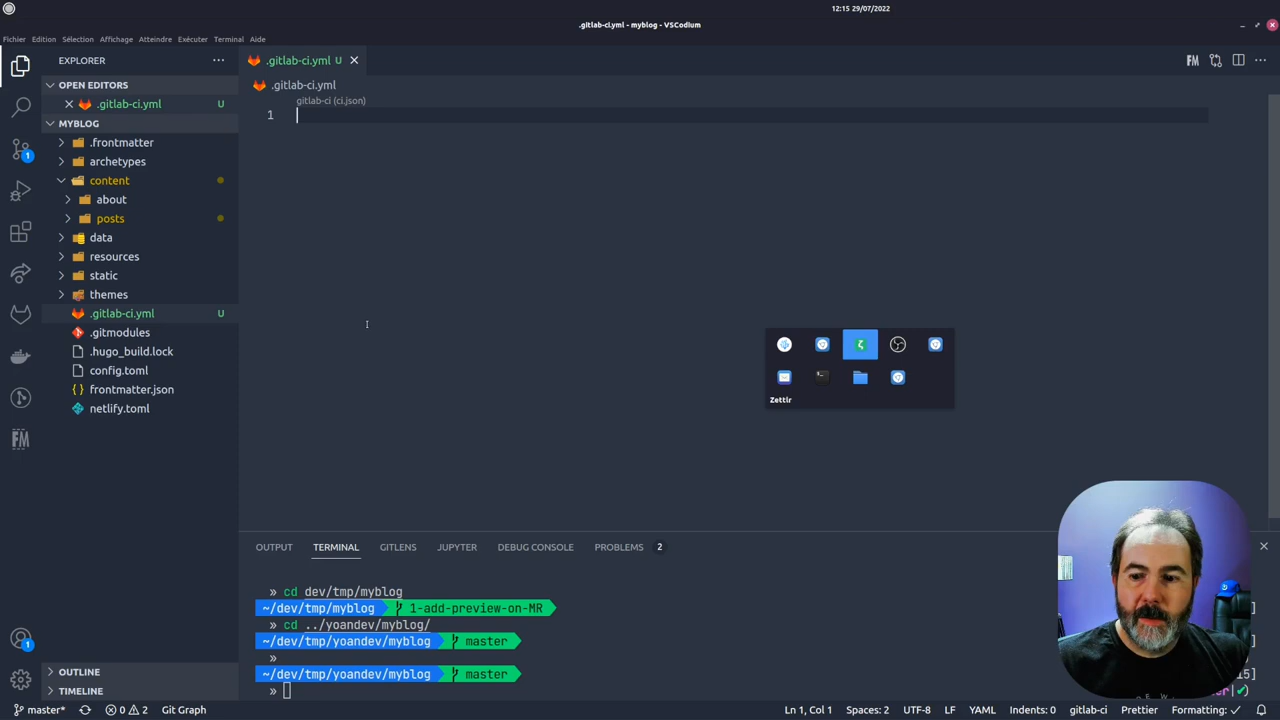 12:15 29/07/2022
.gitlab-ci.yml - myblog - VSCodium
Fichier Edition Sélection Affichage Atteindre Exécuter Terminal Aide
EXPLORER
.gitlab-ci.yml U
FM
OPEN EDITORS
.gitlab-ci.yml
.gitlab-ci.yml U
gitlab-ci (ci.json)
MYBLOG
1
.frontmatter
archetypes
content
about
posts
data
resources
static
themes
.gitlab-ci.yml U
.gitmodules
.hugo_build.lock
config.toml
frontmatter.json
netlify.toml
FM
Zettlr
OUTPUT TERMINAL GITLENS JUPYTER DEBUG CONSOLE PROBLEMS 2
» cd dev/tmp/myblog
~/dev/tmp/myblog 1-add-preview-on-MR
» cd ../yoandev/myblog/
~/dev/tmp/yoandev/myblog master
»
~/dev/tmp/yoandev/myblog master
»
OUTLINE
TIMELINE
master* 0 2 Git Graph
Ln 1, Col 1 Spaces: 2 UTF-8 LF YAML Indents: 0 gitlab-ci Prettier Formatting: ✓